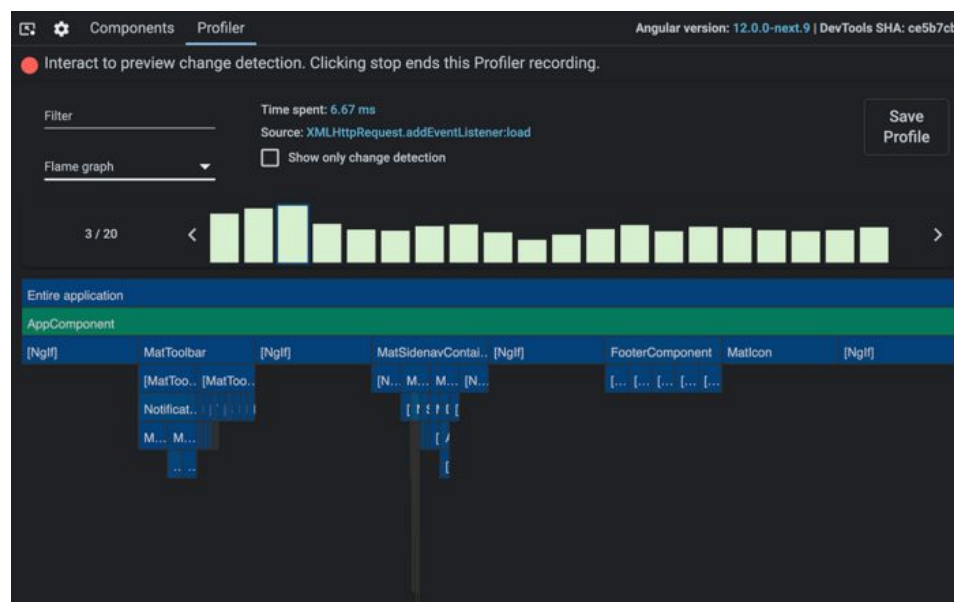 Components Profiler Angular version: 12.0.0-next.9 | DevTools SHA: ce5b7cb
Interact to preview change detection. Clicking stop ends this Profiler recording.
Filter
Time spent: 6.67 ms
Source: XMLHttpRequest.addEventListener:load
Show only change detection
Save
Profile
Flame graph
3 / 20
Entire application
AppComponent
[NgIf] MatToolbar [NgIf] MatSidenavContai.. [NgIf] FooterComponent MatIcon [NgIf]
[MatToo.. [MatToo.. [N... M... M... [N... [... [... [... [... [...
Notificat..
M... M...